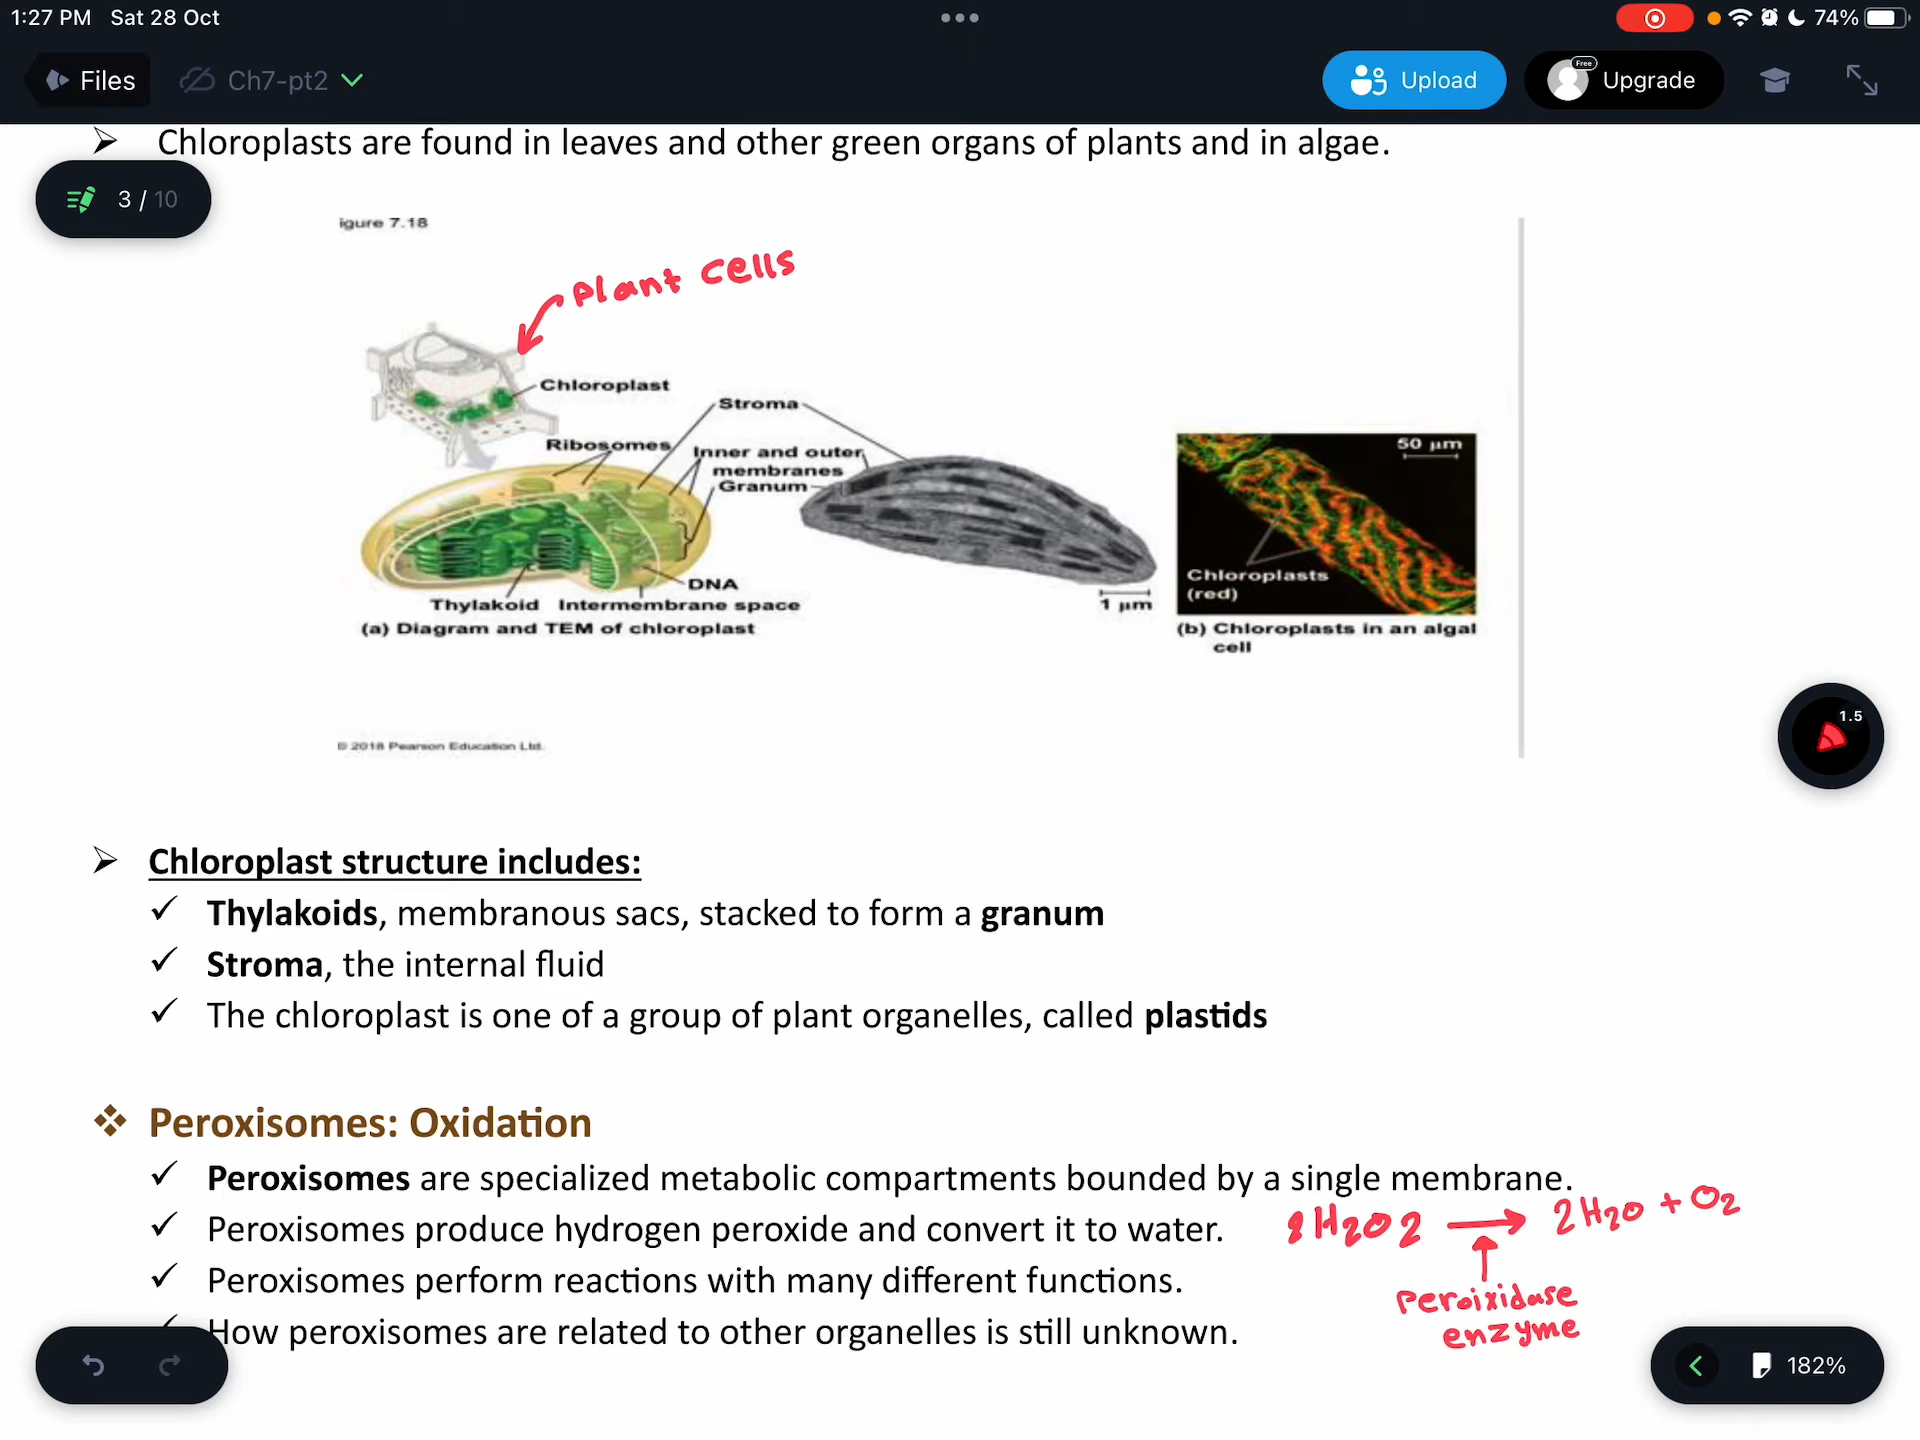 1:27 PM Sat 28 Oct
74%
Files
Ch7-pt2
Upload
Free
Upgrade
➢ Chloroplasts are found in leaves and other green organs of plants and in algae.
3 / 10
igure 7.18
Plant cells
Chloroplast
Stroma
Ribosomes
Inner and outer
membranes
Granum
50 µm
Chloroplasts
(red)
DNA
Thylakoid Intermembrane space
1 µm
(a) Diagram and TEM of chloroplast
(b) Chloroplasts in an algal
cell
1.5
© 2018 Pearson Education Ltd.
➢ Chloroplast structure includes:
✓ Thylakoids, membranous sacs, stacked to form a granum
✓ Stroma, the internal fluid
✓ The chloroplast is one of a group of plant organelles, called plastids
❖ Peroxisomes: Oxidation
✓ Peroxisomes are specialized metabolic compartments bounded by a single membrane.
✓ Peroxisomes produce hydrogen peroxide and convert it to water.
2H2O2 → 2H2O + O2
✓ Peroxisomes perform reactions with many different functions.
Peroixidase
enzyme
✓ How peroxisomes are related to other organelles is still unknown.
182%